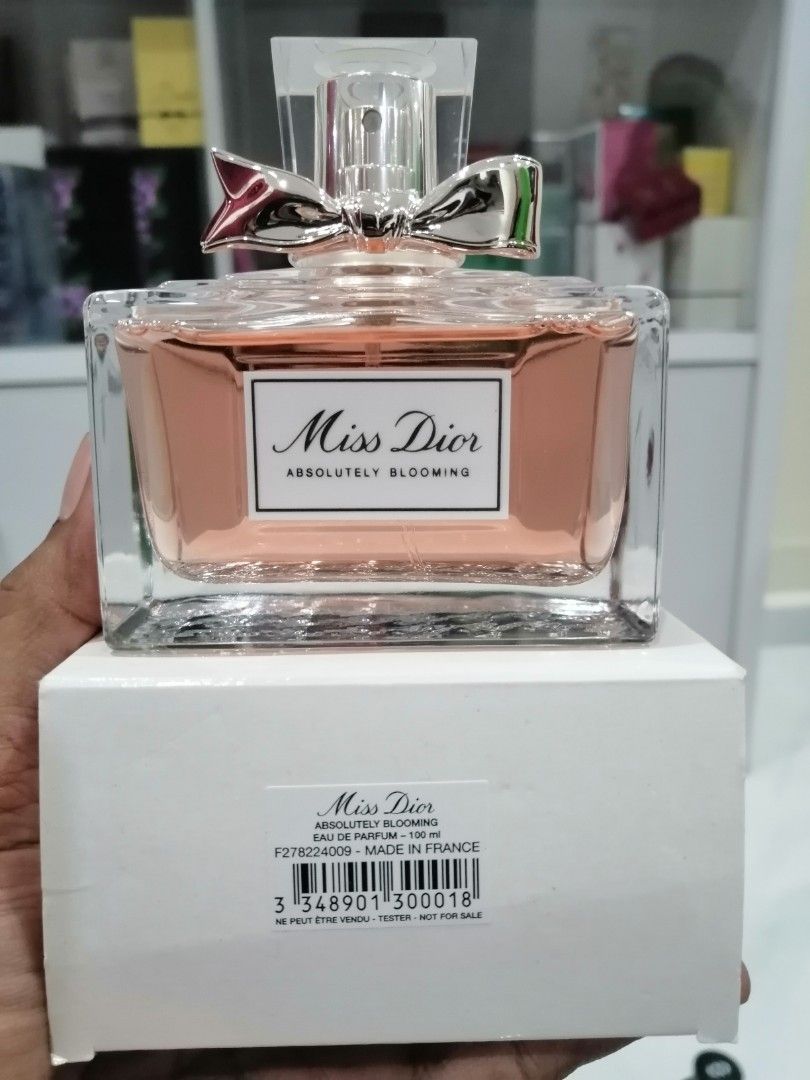 Miss Dior
ABSOLUTELY BLOOMING
Miss Dior
ABSOLUTELY BLOOMING
EAU DE PARFUM - 100 ml
F278224009 - MADE IN FRANCE
3 348901 300018
NE PEUT ÊTRE VENDU - TESTER - NOT FOR SALE